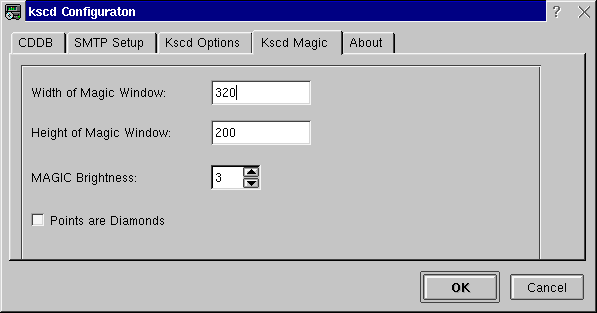 kscd Configuraton ?
CDDB SMTP Setup Kscd Options Kscd Magic About
Width of Magic Window: 320
Height of Magic Window: 200
MAGIC Brightness: 3
Points are Diamonds
OK Cancel